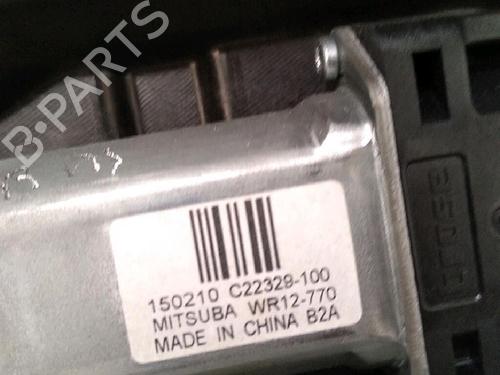 B-PARTS
150210 C22329-100
MITSUBA WR12-770
MADE IN CHINA B2A